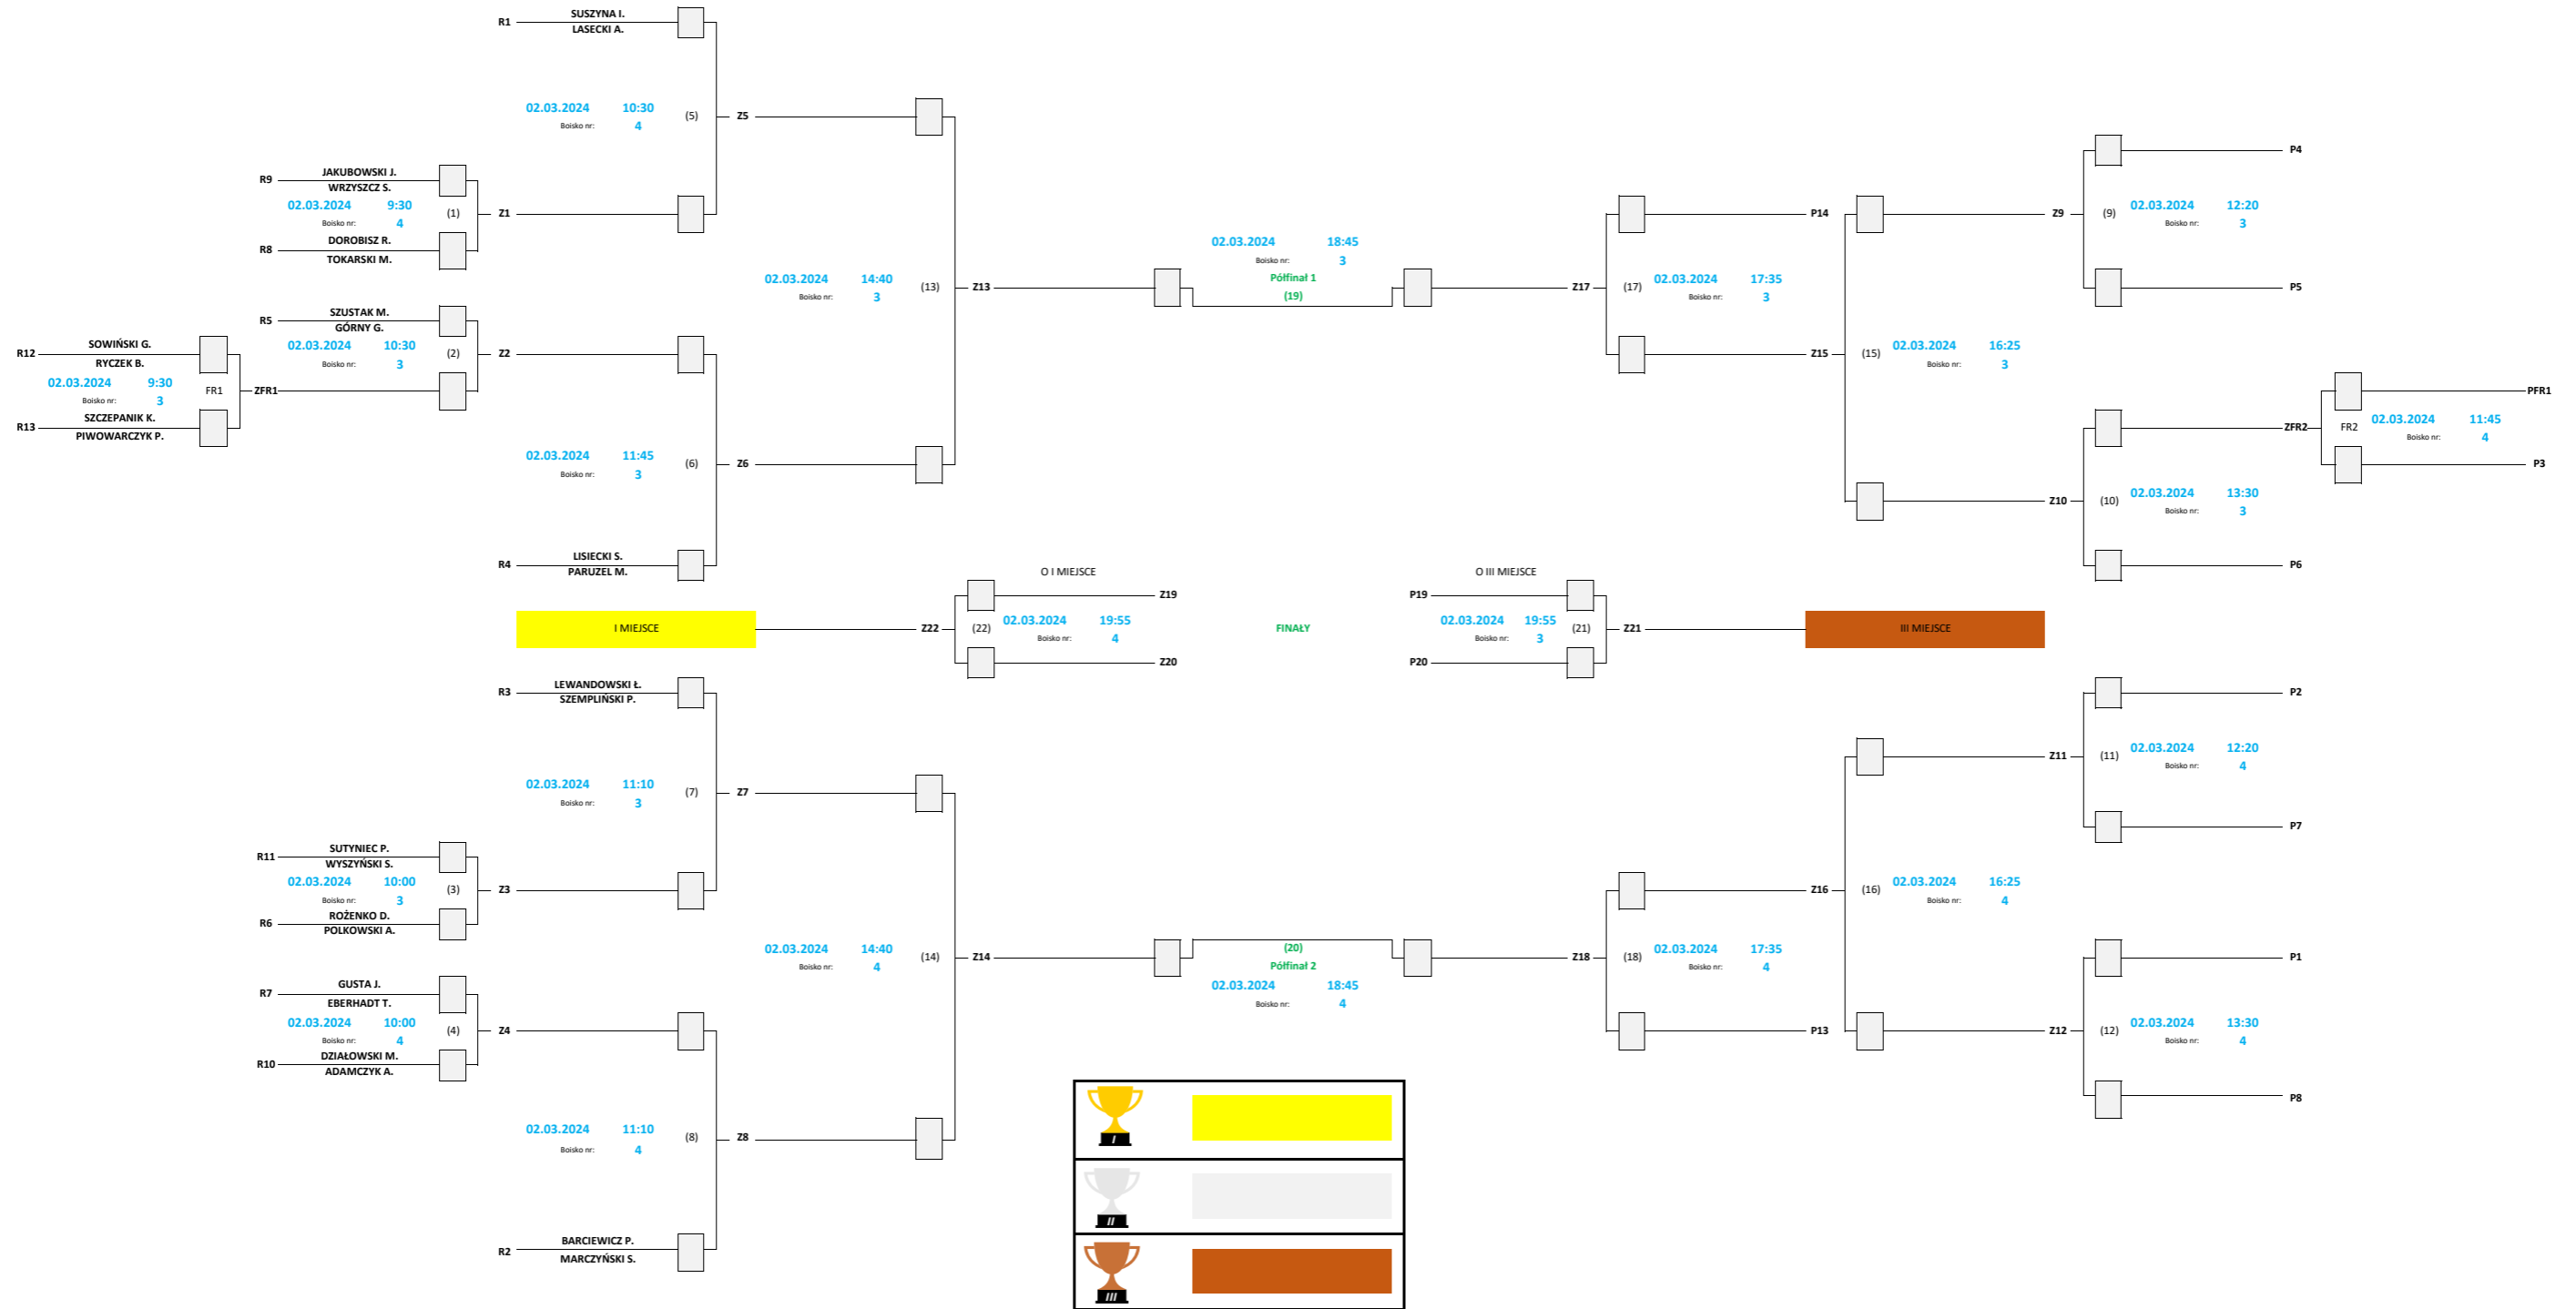 R1
SUSZYNA I.
LASECKI A.
02.03.2024 10:30
Boisko nr: 4
(5)
Z5
R9
JAKUBOWSKI J.
WRZYSZCZ S.
02.03.2024 9:30
Boisko nr: 4
(1)
Z1
R8
DOROBISZ R.
TOKARSKI M.
02.03.2024 14:40
Boisko nr: 3
(13)
Z13
R5
SZUSTAK M.
GÓRNY G.
02.03.2024 10:30
Boisko nr: 3
(2)
Z2
R12
SOWIŃSKI G.
RYCZEK B.
02.03.2024 9:30
Boisko nr: 3
FR1
ZFR1
R13
SZCZEPANIK K.
PIWOWARCZYK P.
02.03.2024 11:45
Boisko nr: 3
(6)
Z6
R4
LISIECKI S.
PARUZEL M.
02.03.2024 18:45
Boisko nr: 3
Półfinał 1
(19)
Z17
(17)
02.03.2024 17:35
Boisko nr: 3
P14
Z15
(15)
02.03.2024 16:25
Boisko nr: 3
Z9
(9)
02.03.2024 12:20
Boisko nr: 3
P4
P5
Z10
(10)
02.03.2024 13:30
Boisko nr: 3
ZFR2
FR2
02.03.2024 11:45
Boisko nr: 4
PFR1
P3
P6
I MIEJSCE
Z22
(22)
O I MIEJSCE
Z19
02.03.2024 19:55
Boisko nr: 4
Z20
FINAŁY
O III MIEJSCE
P19
02.03.2024 19:55
Boisko nr: 3
(21)
P20
Z21
III MIEJSCE
R3
LEWANDOWSKI Ł.
SZEMPLIŃSKI P.
02.03.2024 11:10
Boisko nr: 3
(7)
Z7
R11
SUTYNIEC P.
WYSZYŃSKI S.
02.03.2024 10:00
Boisko nr: 3
(3)
Z3
R6
ROŻENKO D.
POLKOWSKI A.
02.03.2024 14:40
Boisko nr: 4
(14)
Z14
R7
GUSTA J.
EBERHADT T.
02.03.2024 10:00
Boisko nr: 4
(4)
Z4
R10
DZIAŁOWSKI M.
ADAMCZYK A.
02.03.2024 11:10
Boisko nr: 4
(8)
Z8
R2
BARCIEWICZ P.
MARCZYŃSKI S.
(20)
Półfinał 2
02.03.2024 18:45
Boisko nr: 4
Z18
(18)
02.03.2024 17:35
Boisko nr: 4
Z16
P13
(16)
02.03.2024 16:25
Boisko nr: 4
Z11
(11)
02.03.2024 12:20
Boisko nr: 4
P2
P7
Z12
(12)
02.03.2024 13:30
Boisko nr: 4
P1
P8
I
II
III